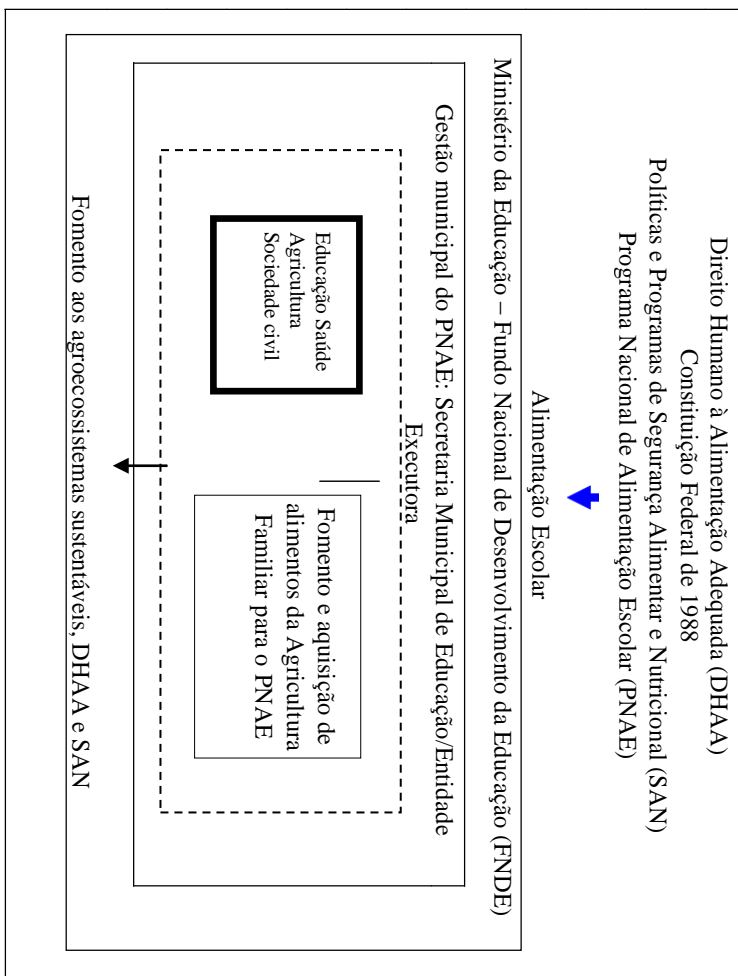 Direito Humano à Alimentação Adequada (DHAA)
Constituição Federal de 1988
Políticas e Programas de Segurança Alimentar e Nutricional (SAN)
Programa Nacional de Alimentação Escolar (PNAE)
Alimentação Escolar
Ministério da Educação – Fundo Nacional de Desenvolvimento da Educação (FNDE)
Gestão municipal do PNAE: Secretaria Municipal de Educação/Entidade
Executora
Educação Saúde
Agricultura
Sociedade civil
Fomento e aquisição de
alimentos da Agricultura
Familiar para o PNAE
Fomento aos agroecossistemas sustentáveis, DHAA e SAN